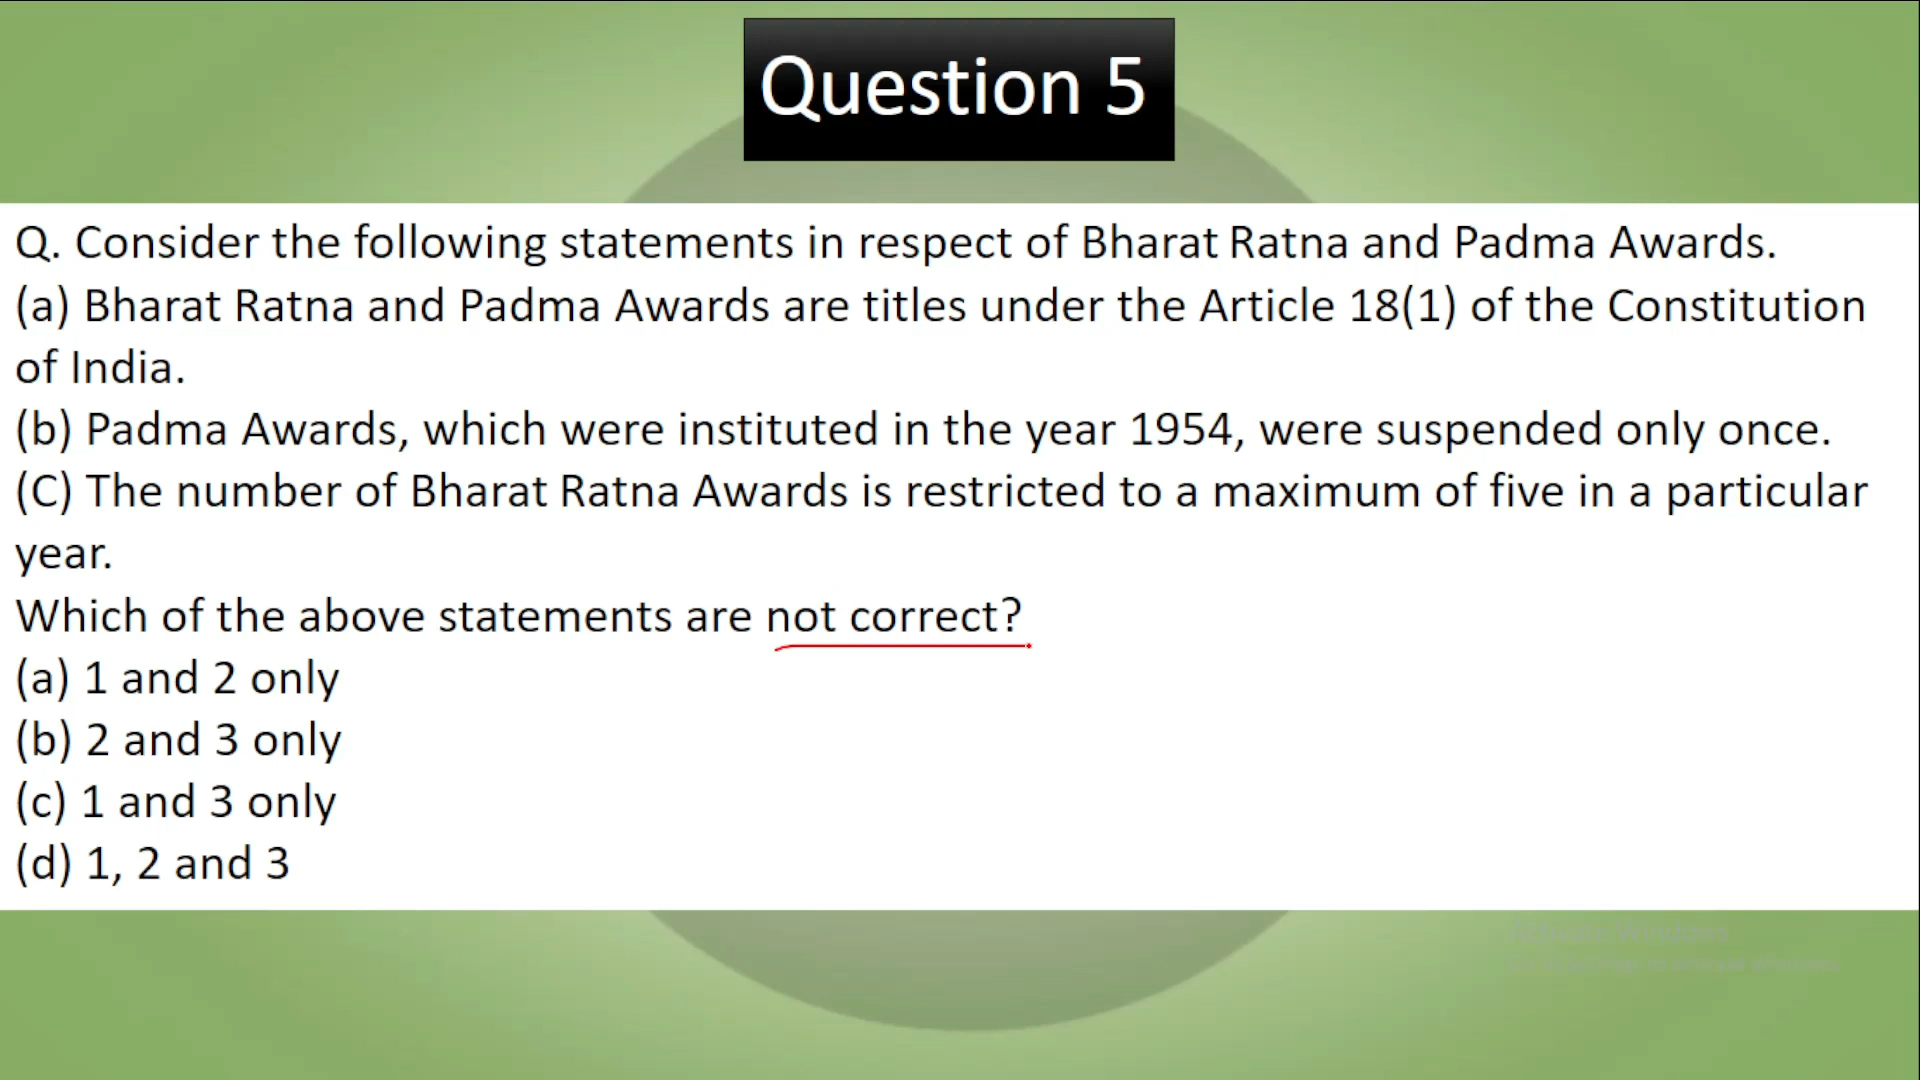 Question 5
Q. Consider the following statements in respect of Bharat Ratna and Padma Awards.
(a) Bharat Ratna and Padma Awards are titles under the Article 18(1) of the Constitution
of India.
(b) Padma Awards, which were instituted in the year 1954, were suspended only once.
(C) The number of Bharat Ratna Awards is restricted to a maximum of five in a particular
year.
Which of the above statements are not correct?
(a) 1 and 2 only
(b) 2 and 3 only
(c) 1 and 3 only
(d) 1, 2 and 3
Activate Windows